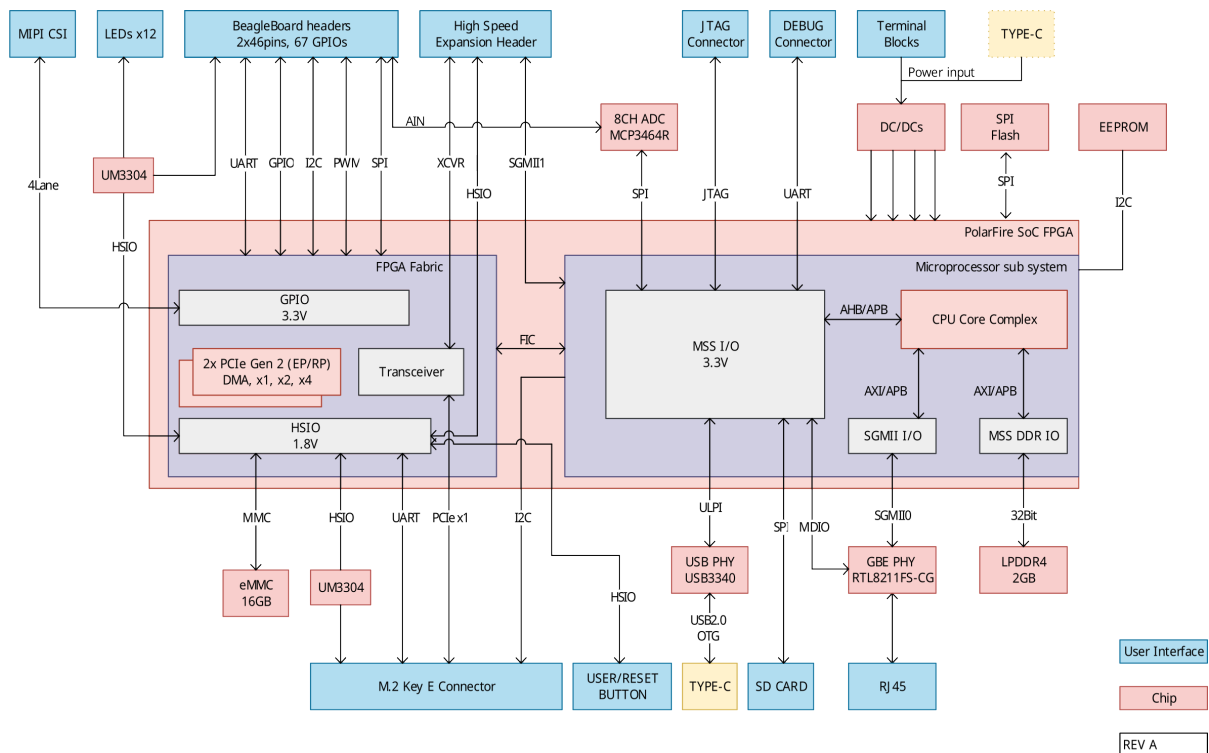 MIPI CSI
LEDs x12
BeagleBoard headers
2x46pins, 67 GPIOs
High Speed
Expansion Header
JTAG
Connector
DEBUG
Connector
Terminal
Blocks
TYPE-C
Power input
AIN
8CH ADC
MCP3464R
DC/DCs
SPI
Flash
EEPROM
UM3304
4Lane
UART
GPIO
I2C
PWM
SPI
XCVR
HSIO
SGMII1
SPI
JTAG
UART
SPI
I2C
HSIO
PolarFire SoC FPGA
FPGA Fabric
Microprocessor sub system
GPIO
3.3V
2x PCIe Gen 2 (EP/RP)
DMA, x1, x2, x4
Transceiver
HSIO
1.8V
FIC
MSS I/O
3.3V
AHB/APB
CPU Core Complex
AXI/APB
AXI/APB
SGMII I/O
MSS DDR IO
MMC
HSIO
UART
PCIe x1
I2C
ULPI
SPI
MDIO
SGMII0
32Bit
eMMC
16GB
UM3304
HSIO
USB PHY
USB3340
GBE PHY
RTL8211FS-CG
LPDDR4
2GB
USB2.0
OTG
M.2 Key E Connector
USER/RESET
BUTTON
TYPE-C
SD CARD
RJ45
User Interface
Chip
REV A